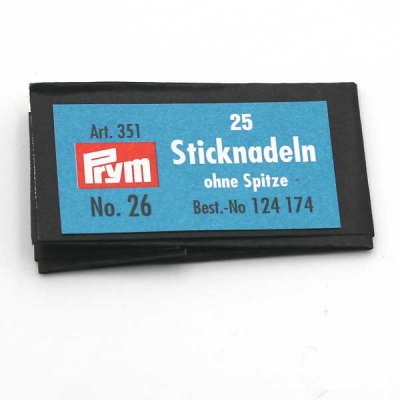 Art. 351
Prym
No. 26
25
Sticknadeln
ohne Spitze
Best.-No 124 174